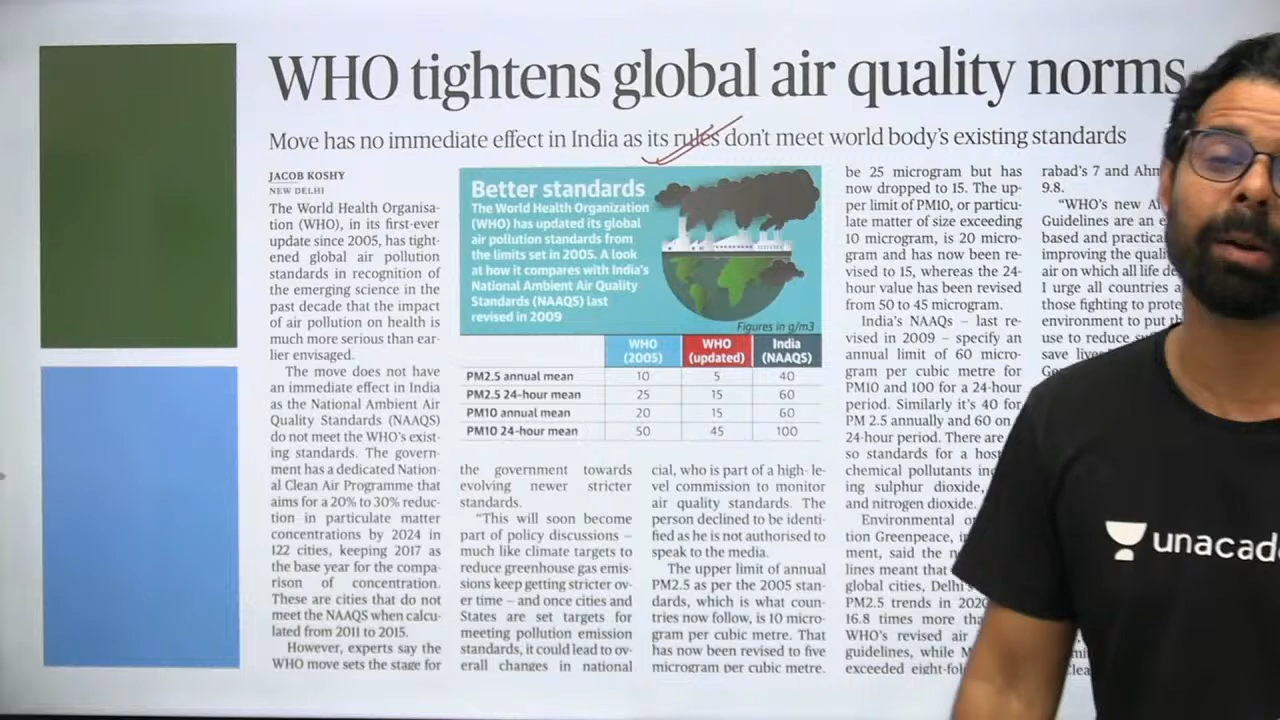 WHO tightens global air quality norms
Move has no immediate effect in India as its rules don't meet world body's existing standards
JACOB KOSHY
NEW DELHI
The World Health Organisa-
tion (WHO), in its first-ever
update since 2005, has tight-
ened global air pollution
standards in recognition of
the emerging science in the
past decade that the impact
of air pollution on health is
much more serious than ear-
lier envisaged.
The move does not have
an immediate effect in India
as the National Ambient Air
Quality Standards (NAAQS)
do not meet the WHO's exist-
ing standards. The govern-
ment has a dedicated Nation-
al Clean Air Programme that
aims for a 20% to 30% reduc-
tion in particulate matter
concentrations by 2024 in
122 cities, keeping 2017 as
the base year for the compa-
rison of concentration.
These are cities that do not
meet the NAAQS when calcu-
lated from 2011 to 2015.
However, experts say the
WHO move sets the stage for
Better standards
The World Health Organization
(WHO) has updated its global
air pollution standards from
the limits set in 2005. A look
at how it compares with India's
National Ambient Air Quality
Standards (NAAQS) last
revised in 2009
Figures in g/m3
WHO (2005) WHO (updated) India (NAAQS)
PM2.5 annual mean 10 5 40
PM2.5 24-hour mean 25 15 60
PM10 annual mean 20 15 60
PM10 24-hour mean 50 45 100
the government towards
evolving newer stricter
standards.
"This will soon become
part of policy discussions –
much like climate targets to
reduce greenhouse gas emis-
sions keep getting stricter ov-
er time – and once cities and
States are set targets for
meeting pollution emission
standards, it could lead to ov-
erall changes in national
cial, who is part of a high-le-
vel commission to monitor
air quality standards. The
person declined to be identi-
fied as he is not authorised to
speak to the media.
The upper limit of annual
PM2.5 as per the 2005 stan-
dards, which is what coun-
tries now follow, is 10 micro-
gram per cubic metre. That
has now been revised to five
microgram per cubic metre.
be 25 microgram but has
now dropped to 15. The up-
per limit of PM10, or particu-
late matter of size exceeding
10 microgram, is 20 micro-
gram and has now been re-
vised to 15, whereas the 24-
hour value has been revised
from 50 to 45 microgram.
India's NAAQs – last re-
vised in 2009 – specify an
annual limit of 60 micro-
gram per cubic metre for
PM10 and 100 for a 24-hour
period. Similarly it's 40 for
PM 2.5 annually and 60 on
24-hour period. There are
so standards for a host
chemical pollutants in
ing sulphur dioxide,
and nitrogen dioxide.
Environmental
tion Greenpeace, in
ment, said the
lines meant that
global cities, Delhi's
PM2.5 trends in 2020
16.8 times more
WHO's revised air
guidelines, while
exceeded
rabad's 7 and
9.8.
"WHO's new
Guidelines are an
based and practical
improving the
air on which all life
I urge all countries
those fighting to
environment to put
use to reduce
save
unacad